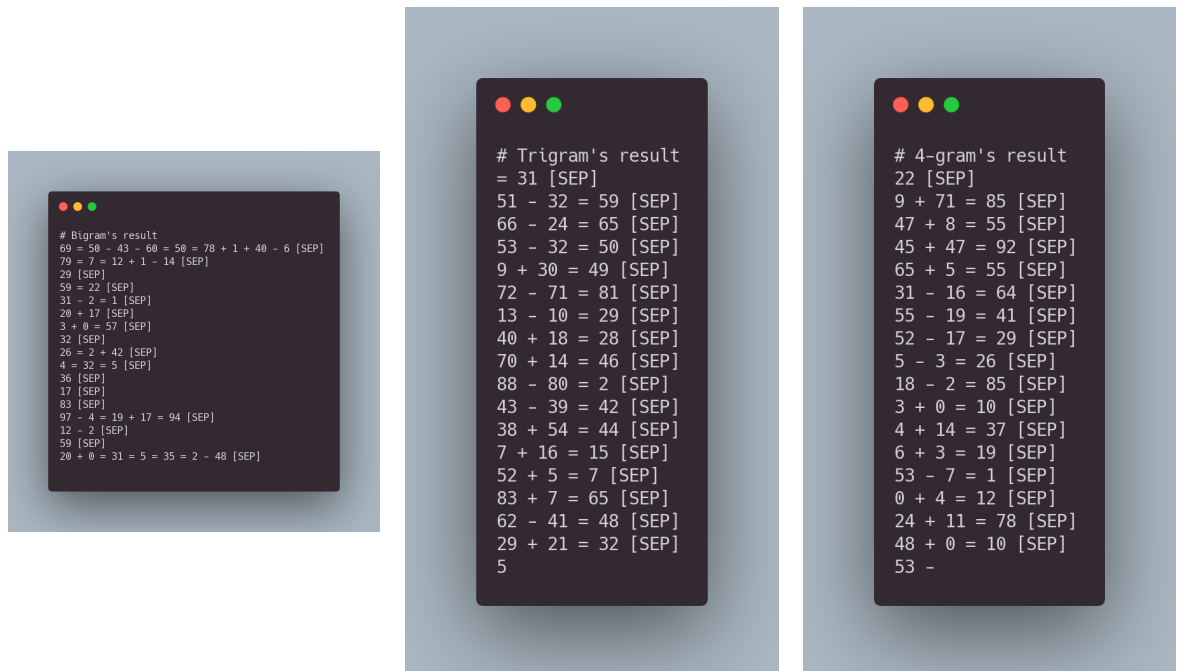 # Bigram's result
69 = 50 - 43 - 60 = 50 = 78 + 1 + 40 - 6 [SEP]
79 = 7 = 12 + 1 - 14 [SEP]
29 [SEP]
59 = 22 [SEP]
31 - 2 = 1 [SEP]
20 + 17 [SEP]
3 + 0 = 57 [SEP]
32 [SEP]
26 = 2 + 42 [SEP]
4 = 32 = 5 [SEP]
36 [SEP]
17 [SEP]
83 [SEP]
97 - 4 = 19 + 17 = 94 [SEP]
12 - 2 [SEP]
59 [SEP]
20 + 0 = 31 = 5 = 35 = 2 - 48 [SEP]
# Trigram's result
= 31 [SEP]
51 - 32 = 59 [SEP]
66 - 24 = 65 [SEP]
53 - 32 = 50 [SEP]
9 + 30 = 49 [SEP]
72 - 71 = 81 [SEP]
13 - 10 = 29 [SEP]
40 + 18 = 28 [SEP]
70 + 14 = 46 [SEP]
88 - 80 = 2 [SEP]
43 - 39 = 42 [SEP]
38 + 54 = 44 [SEP]
7 + 16 = 15 [SEP]
52 + 5 = 7 [SEP]
83 + 7 = 65 [SEP]
62 - 41 = 48 [SEP]
29 + 21 = 32 [SEP]
5
# 4-gram's result
22 [SEP]
9 + 71 = 85 [SEP]
47 + 8 = 55 [SEP]
45 + 47 = 92 [SEP]
65 + 5 = 55 [SEP]
31 - 16 = 64 [SEP]
55 - 19 = 41 [SEP]
52 - 17 = 29 [SEP]
5 - 3 = 26 [SEP]
18 - 2 = 85 [SEP]
3 + 0 = 10 [SEP]
4 + 14 = 37 [SEP]
6 + 3 = 19 [SEP]
53 - 7 = 1 [SEP]
0 + 4 = 12 [SEP]
24 + 11 = 78 [SEP]
48 + 0 = 10 [SEP]
53 -